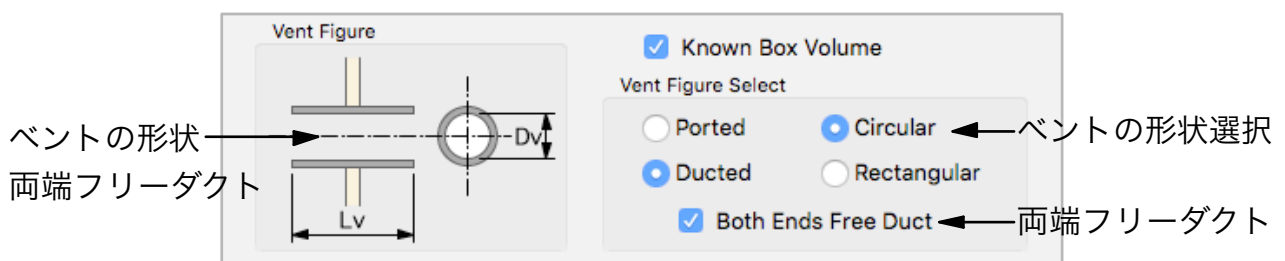 Vent Figure
Known Box Volume
Vent Figure Select
Ported
Circular
ベントの形状選択
ベントの形状
両端フリーダクト
Dv
Ducted
Rectangular
Lv
Both Ends Free Duct
両端フリーダクト